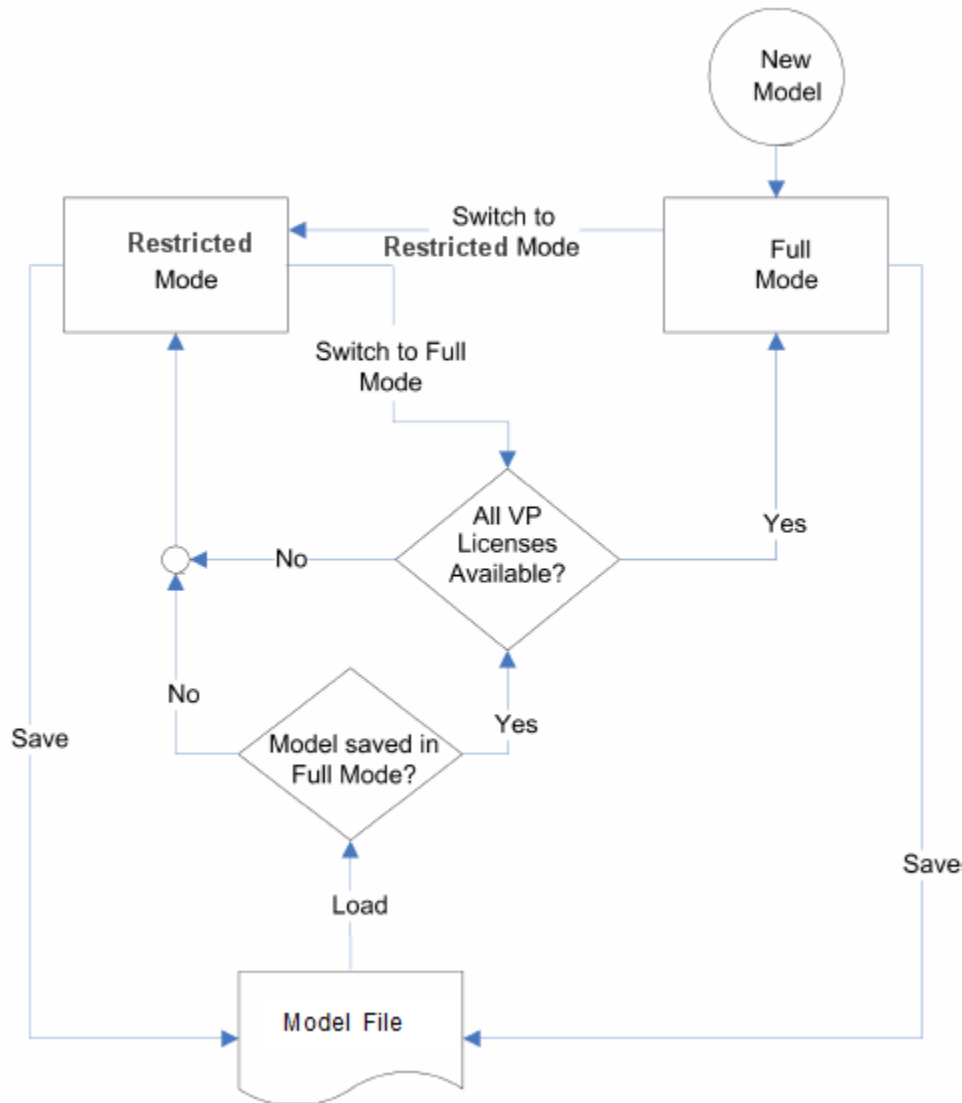 New
Model
Switch to
Restricted Mode
Restricted
Mode
Full
Mode
Switch to Full
Mode
All VP
Licenses
Available?
Yes
No
No
Yes
Model saved in
Full Mode?
Save
Save
Load
Model File